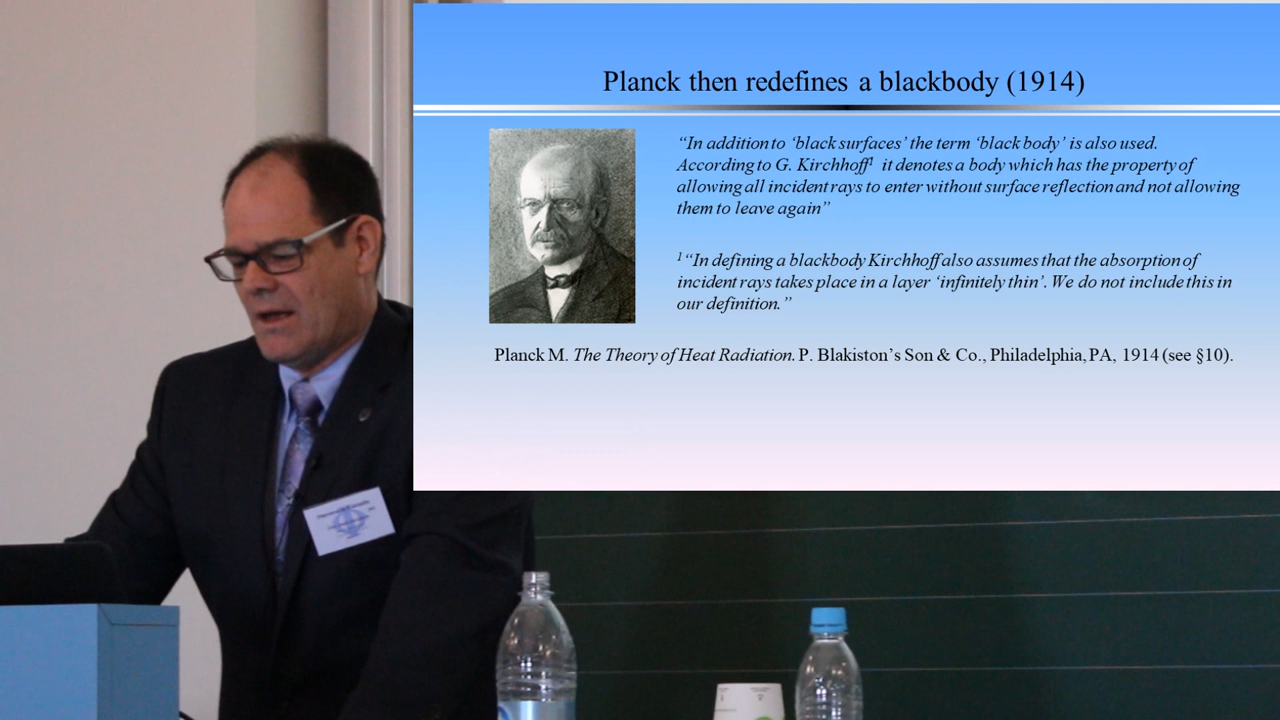 Planck then redefines a blackbody (1914)
“In addition to ‘black surfaces’ the term ‘black body’ is also used.
According to G. Kirchhoff¹ it denotes a body which has the property of
allowing all incident rays to enter without surface reflection and not allowing
them to leave again”
¹“In defining a blackbody Kirchhoff also assumes that the absorption of
incident rays takes place in a layer ‘infinitely thin’. We do not include this in
our definition.”
Planck M. The Theory of Heat Radiation. P. Blakiston’s Son & Co., Philadelphia, PA, 1914 (see §10).